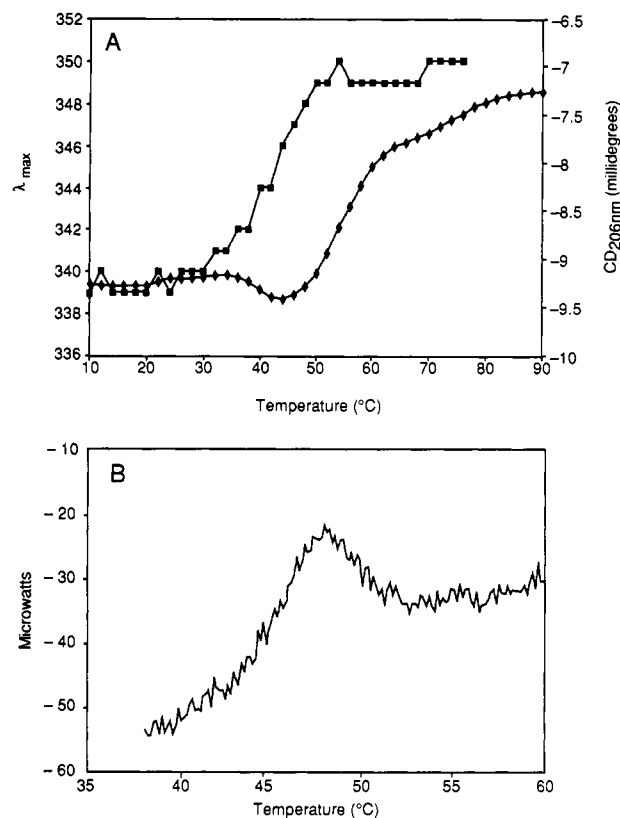 A
352
350
348
346
344
342
340
338
336
λ max
-6.5
-7
-7.5
-8
-8.5
-9
-9.5
-10
CD206nm (millidegrees)
10 20 30 40 50 60 70 80 90
Temperature (°C)
B
-10
-20
-30
-40
-50
-60
Microwatts
35 40 45 50 55 60
Temperature (°C)